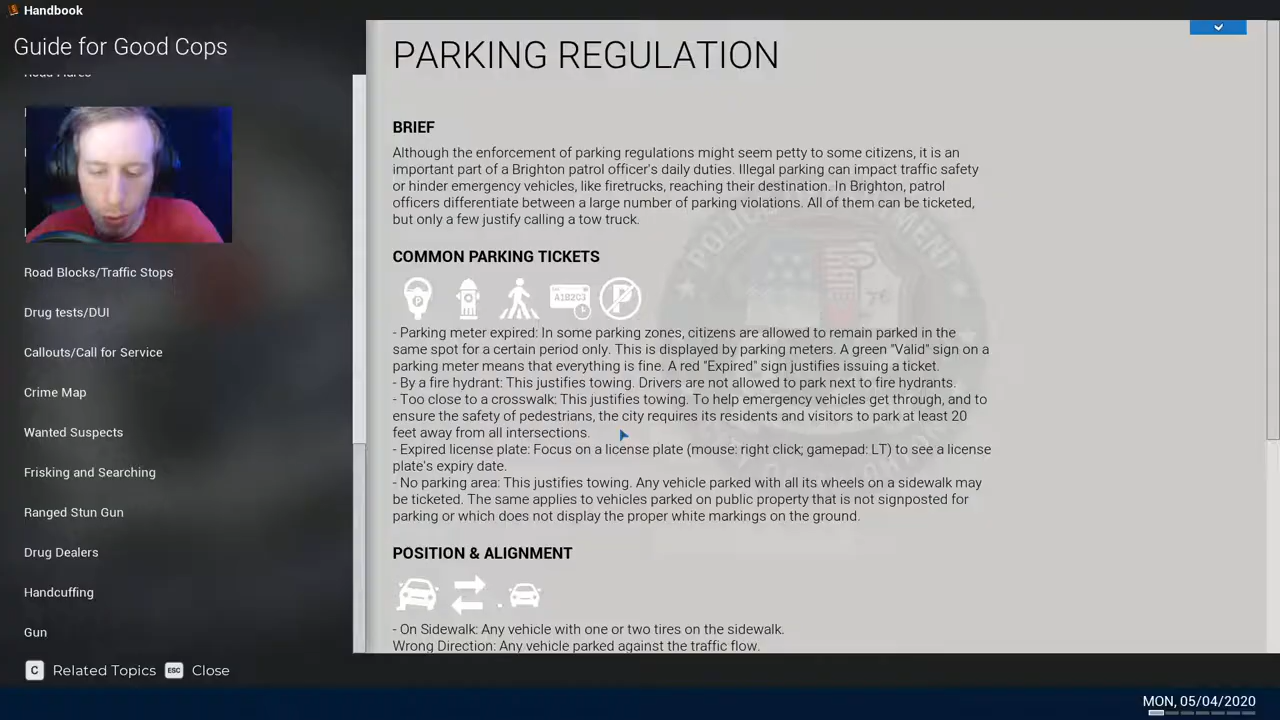 Handbook
Guide for Good Cops
Road Blocks/Traffic Stops
Drug tests/DUI
Callouts/Call for Service
Crime Map
Wanted Suspects
Frisking and Searching
Ranged Stun Gun
Drug Dealers
Handcuffing
Gun
C Related Topics ESC Close
PARKING REGULATION
BRIEF
Although the enforcement of parking regulations might seem petty to some citizens, it is an
important part of a Brighton patrol officer's daily duties. Illegal parking can impact traffic safety
or hinder emergency vehicles, like firetrucks, reaching their destination. In Brighton, patrol
officers differentiate between a large number of parking violations. All of them can be ticketed,
but only a few justify calling a tow truck.
COMMON PARKING TICKETS
P
A1B2C3
P
- Parking meter expired: In some parking zones, citizens are allowed to remain parked in the
same spot for a certain period only. This is displayed by parking meters. A green "Valid" sign on a
parking meter means that everything is fine. A red "Expired" sign justifies issuing a ticket.
- By a fire hydrant: This justifies towing. Drivers are not allowed to park next to fire hydrants.
- Too close to a crosswalk: This justifies towing. To help emergency vehicles get through, and to
ensure the safety of pedestrians, the city requires its residents and visitors to park at least 20
feet away from all intersections.
- Expired license plate: Focus on a license plate (mouse: right click; gamepad: LT) to see a license
plate's expiry date.
- No parking area: This justifies towing. Any vehicle parked with all its wheels on a sidewalk may
be ticketed. The same applies to vehicles parked on public property that is not signposted for
parking or which does not display the proper white markings on the ground.
POSITION & ALIGNMENT
- On Sidewalk: Any vehicle with one or two tires on the sidewalk.
Wrong Direction: Any vehicle parked against the traffic flow.
MON, 05/04/2020